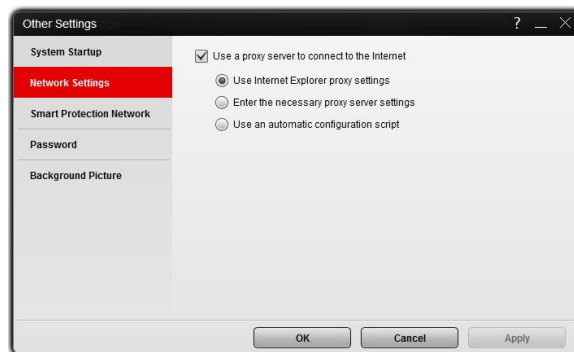 Other Settings
?
System Startup
Network Settings
Smart Protection Network
Password
Background Picture
Use a proxy server to connect to the Internet
Use Internet Explorer proxy settings
Enter the necessary proxy server settings
Use an automatic configuration script
OK
Cancel
Apply